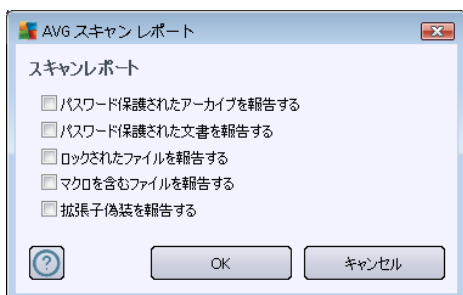 AVG スキャン レポート
スキャンレポート
パスワード保護されたアーカイブを報告する
パスワード保護された文書を報告する
ロックされたファイルを報告する
マクロを含むファイルを報告する
拡張子偽装を報告する
? OK キャンセル